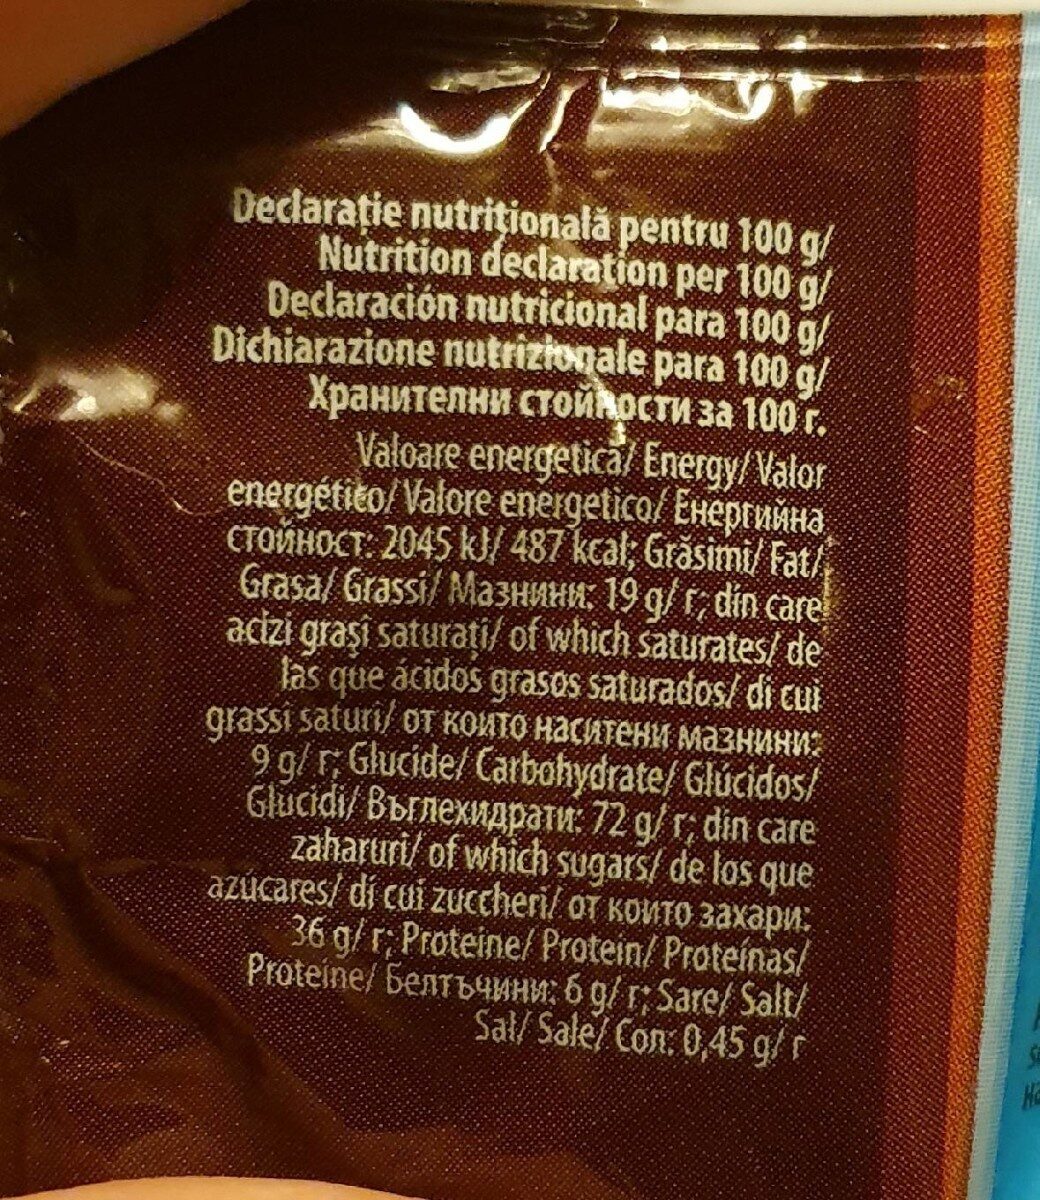 Declarație nutrițională pentru 100 g/
Nutrition declaration per 100 g/
Declaración nutricional para 100 g/
Dichiarazione nutrizionale para 100 g/
Хранителни стойности за 100 г.
Valoare energetică/ Energy/ Valor
energético/ Valore energetico/ Енергийна
стойност: 2045 kJ/ 487 kcal; Grăsimi/ Fat/
Grasa/ Grassi/ Мазнини: 19 g/ г; din care
acizi grași saturați/ of which saturates/ de
las que ácidos grasos saturados/ di cui
grassi saturi/ от които наситени мазнини:
9 g/ г; Glucide/ Carbohydrate/ Glúcidos/
Glucidi/ Въглехидрати: 72 g/ г; din care
zaharuri/ of which sugars/ de los que
azúcares/ di cui zuccheri/ от които захари:
36 g/ г; Proteine/ Protein/ Proteínas/
Proteine/ Белтъчини: 6 g/ г; Sare/ Salt/
Sal/ Sale/ Сол: 0,45 g/ г